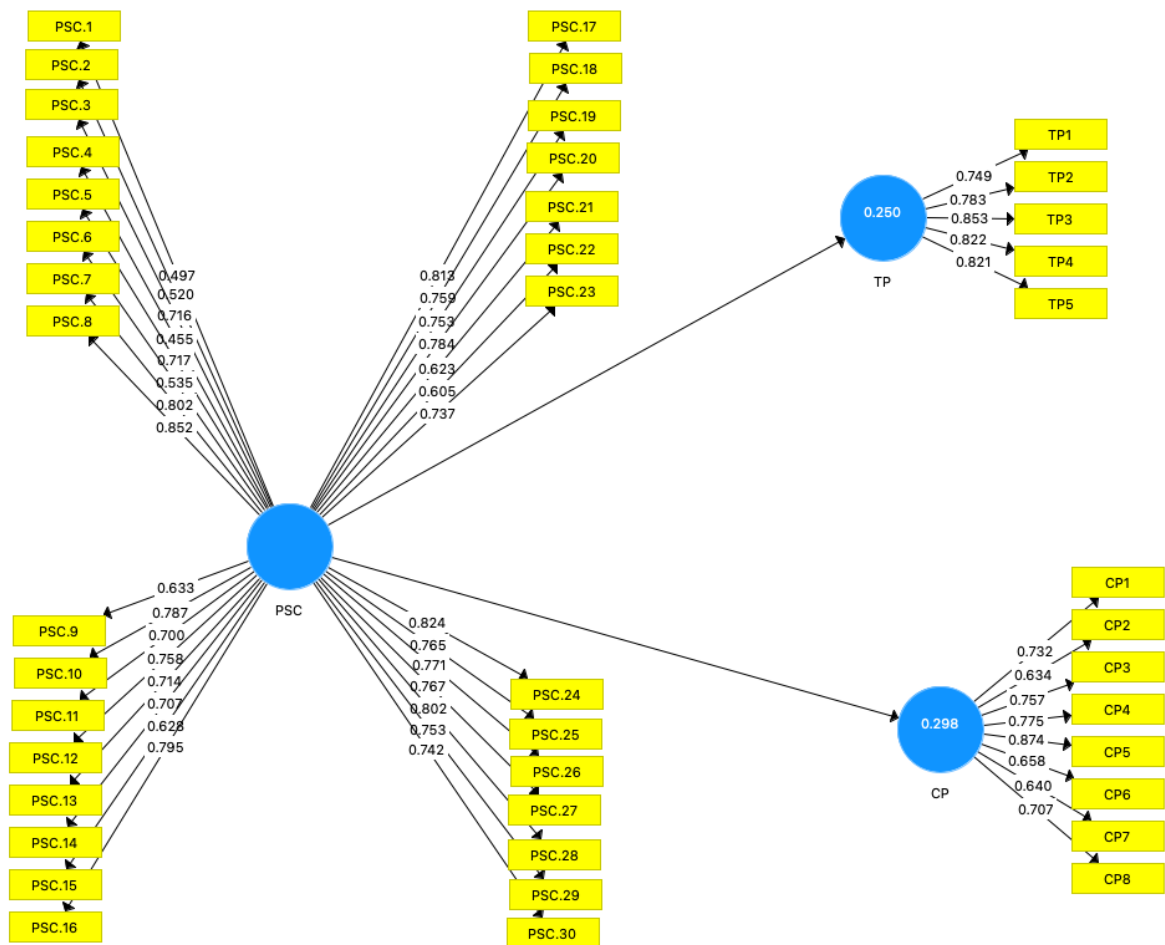 PSC.1
PSC.2
PSC.3
PSC.4
PSC.5
PSC.6
PSC.7
PSC.8
0.497
0.520
0.716
0.455
0.717
0.535
0.802
0.852
PSC.17
PSC.18
PSC.19
PSC.20
PSC.21
PSC.22
PSC.23
0.813
0.759
0.753
0.784
0.623
0.605
0.737
0.250
TP
0.749
0.783
0.853
0.822
0.821
TP1
TP2
TP3
TP4
TP5
PSC
0.633
0.787
0.700
0.758
0.714
0.707
0.628
0.795
PSC.9
PSC.10
PSC.11
PSC.12
PSC.13
PSC.14
PSC.15
PSC.16
0.824
0.765
0.771
0.767
0.802
0.753
0.742
PSC.24
PSC.25
PSC.26
PSC.27
PSC.28
PSC.29
PSC.30
0.298
CP
0.732
0.634
0.757
0.775
0.874
0.658
0.640
0.707
CP1
CP2
CP3
CP4
CP5
CP6
CP7
CP8